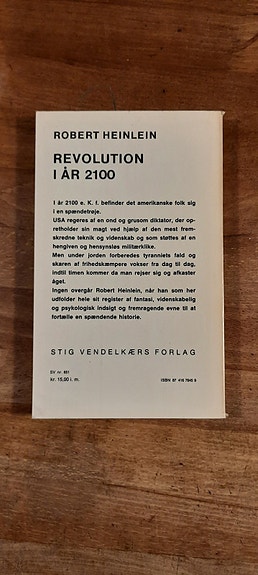 ROBERT HEINLEIN
REVOLUTION
I ÅR 2100
I år 2100 e. K. f. befinder det amerikanske folk sig
i en spændetrøje.
USA regeres af en ond og grusom diktator, der op-
retholder sin magt ved hjælp af den mest frem-
skredne teknik og videnskab og som støttes af en
hengiven og hensynsløs militærklike.
Men under jorden forberedes tyranniets fald og
skaren af frihedskæmpere vokser fra dag til dag,
indtil timen kommer da man rejser sig og afkaster
åget.
Ingen overgår Robert Heinlein, når han som her
udfolder hele sit register af fantasi, videnskabelig
og psykologisk indsigt og fremragende evne til at
fortælle en spændende historie.
STIG VENDELKÆRS FORLAG
SV nr. 651
kr. 15,00 i. m.
ISBN 87 416 7645 8